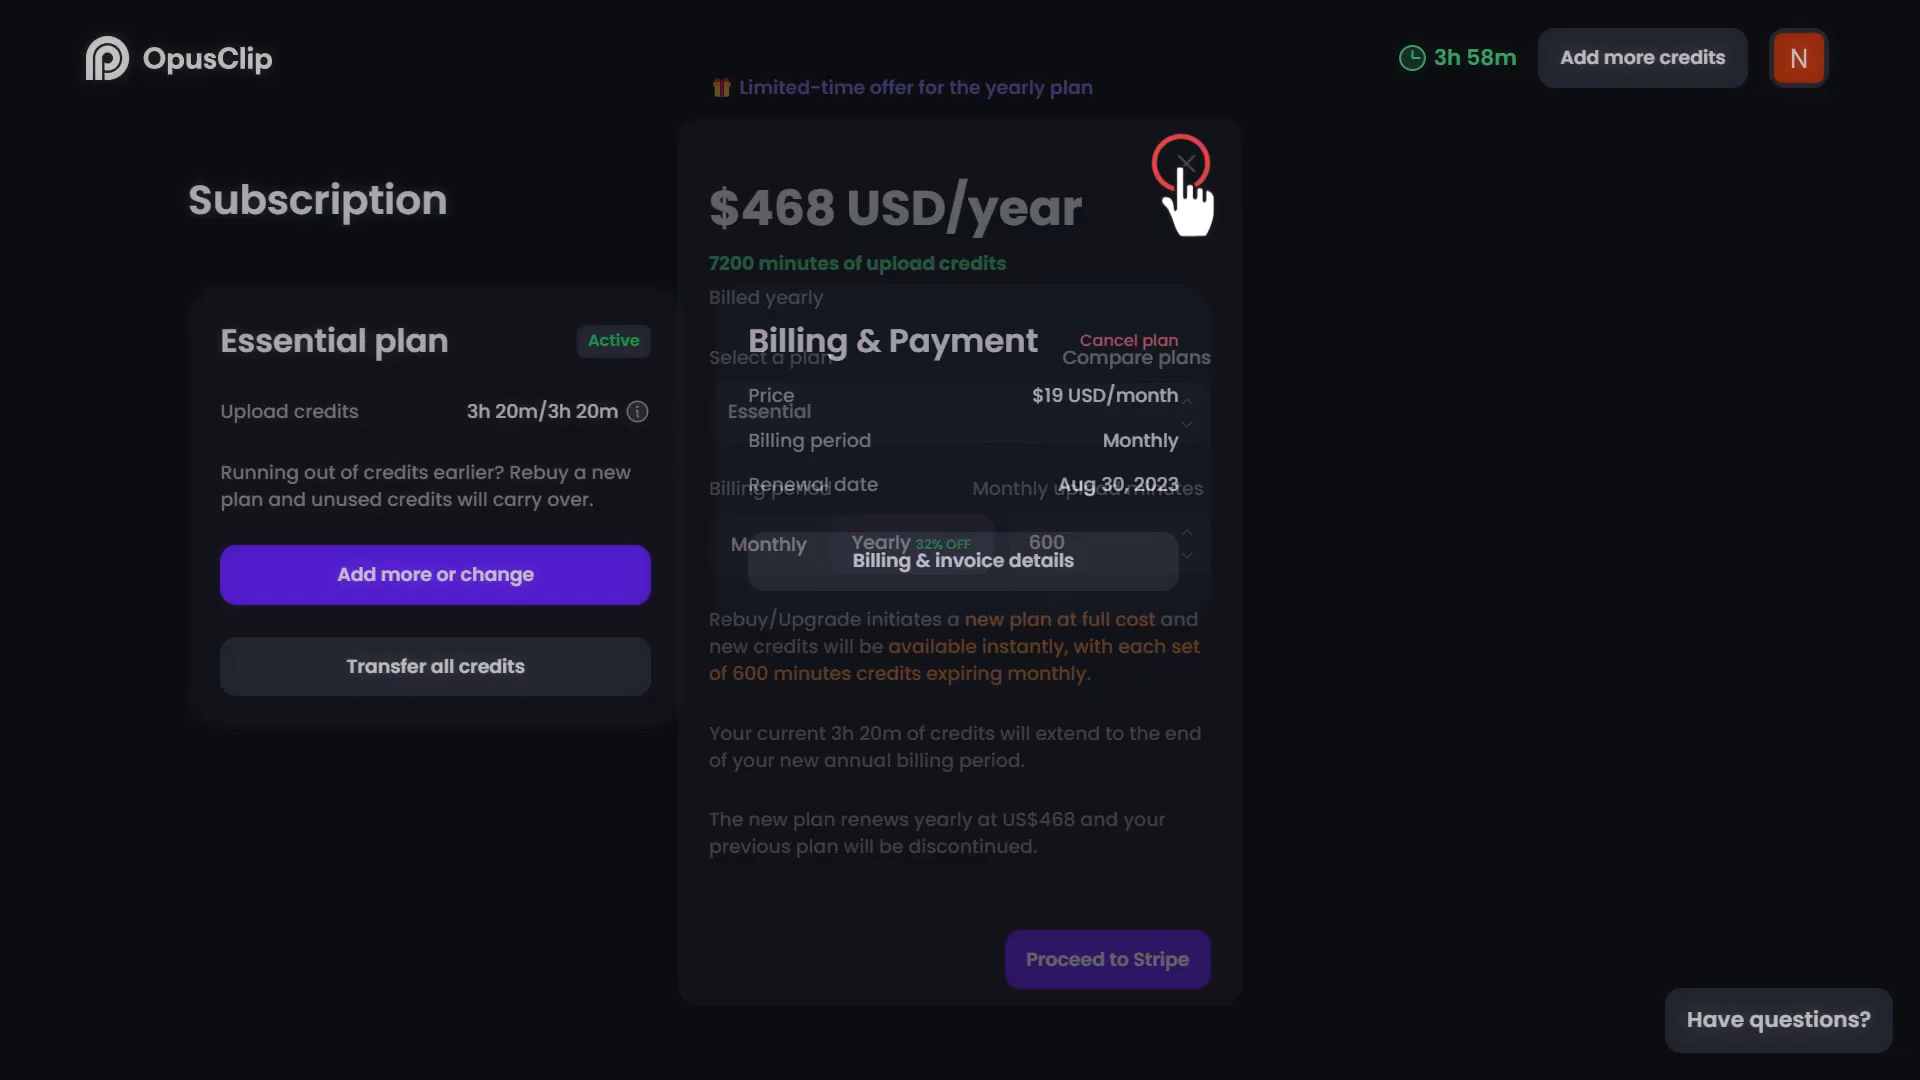 OpusClip
3h 58m
Add more credits
N
Limited-time offer for the yearly plan
Subscription
$468 USD/year
7200 minutes of upload credits
Billed yearly
Essential plan
Active
Upload credits
3h 20m/3h 20m
Running out of credits earlier? Rebuy a new
plan and unused credits will carry over.
Add more or change
Transfer all credits
Billing & Payment
Cancel plan
Select a plan
Compare plans
Price
$19 USD/month
Essential
Billing period
Monthly
Renewal date
Aug 30, 2023
Billing period
Monthly upload minutes
Monthly
Yearly 32% OFF
600
Billing & invoice details
Rebuy/Upgrade initiates a new plan at full cost and
new credits will be available instantly, with each set
of 600 minutes credits expiring monthly.
Your current 3h 20m of credits will extend to the end
of your new annual billing period.
The new plan renews yearly at US$468 and your
previous plan will be discontinued.
Proceed to Stripe
Have questions?